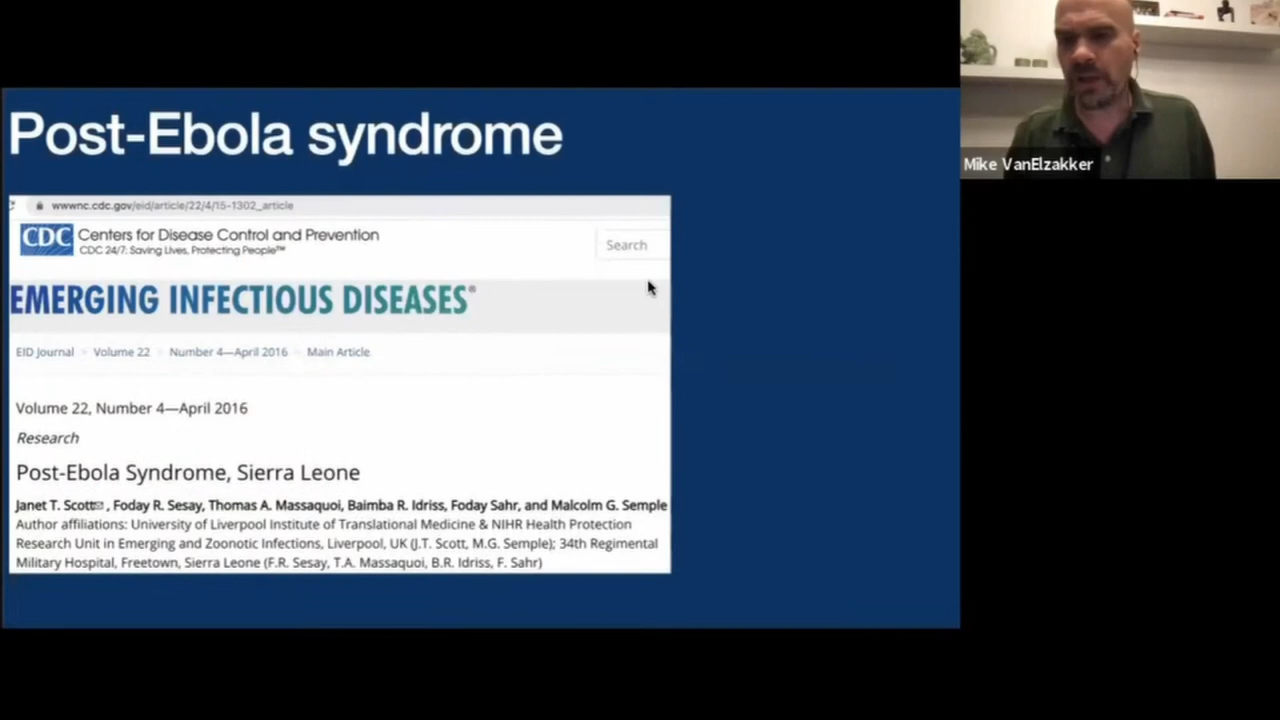 Post-Ebola syndrome
wwwnc.cdc.gov/eid/article/22/4/15-1302_article
CDC Centers for Disease Control and Prevention
CDC 24/7: Saving Lives, Protecting People™
Search
EMERGING INFECTIOUS DISEASES®
EID Journal > Volume 22 > Number 4—April 2016 > Main Article
Volume 22, Number 4—April 2016
Research
Post-Ebola Syndrome, Sierra Leone
Janet T. Scott✉, Foday R. Sesay, Thomas A. Massaquoi, Baimba R. Idriss, Foday Sahr, and Malcolm G. Semple
Author affiliations: University of Liverpool Institute of Translational Medicine & NIHR Health Protection
Research Unit in Emerging and Zoonotic Infections, Liverpool, UK (J.T. Scott, M.G. Semple); 34th Regimental
Military Hospital, Freetown, Sierra Leone (F.R. Sesay, T.A. Massaquoi, B.R. Idriss, F. Sahr)
Mike VanElzakker